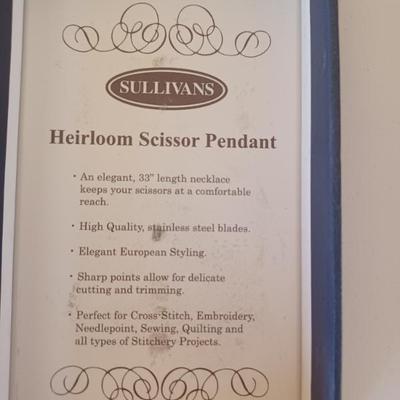 SULLIVANS
Heirloom Scissor Pendant
· An elegant, 33" length necklace
keeps your scissors at a comfortable
reach.
· High Quality, stainless steel blades.
· Elegant European Styling.
· Sharp points allow for delicate
cutting and trimming.
· Perfect for Cross-Stitch, Embroidery,
Needlepoint, Sewing, Quilting and
all types of Stitchery Projects.